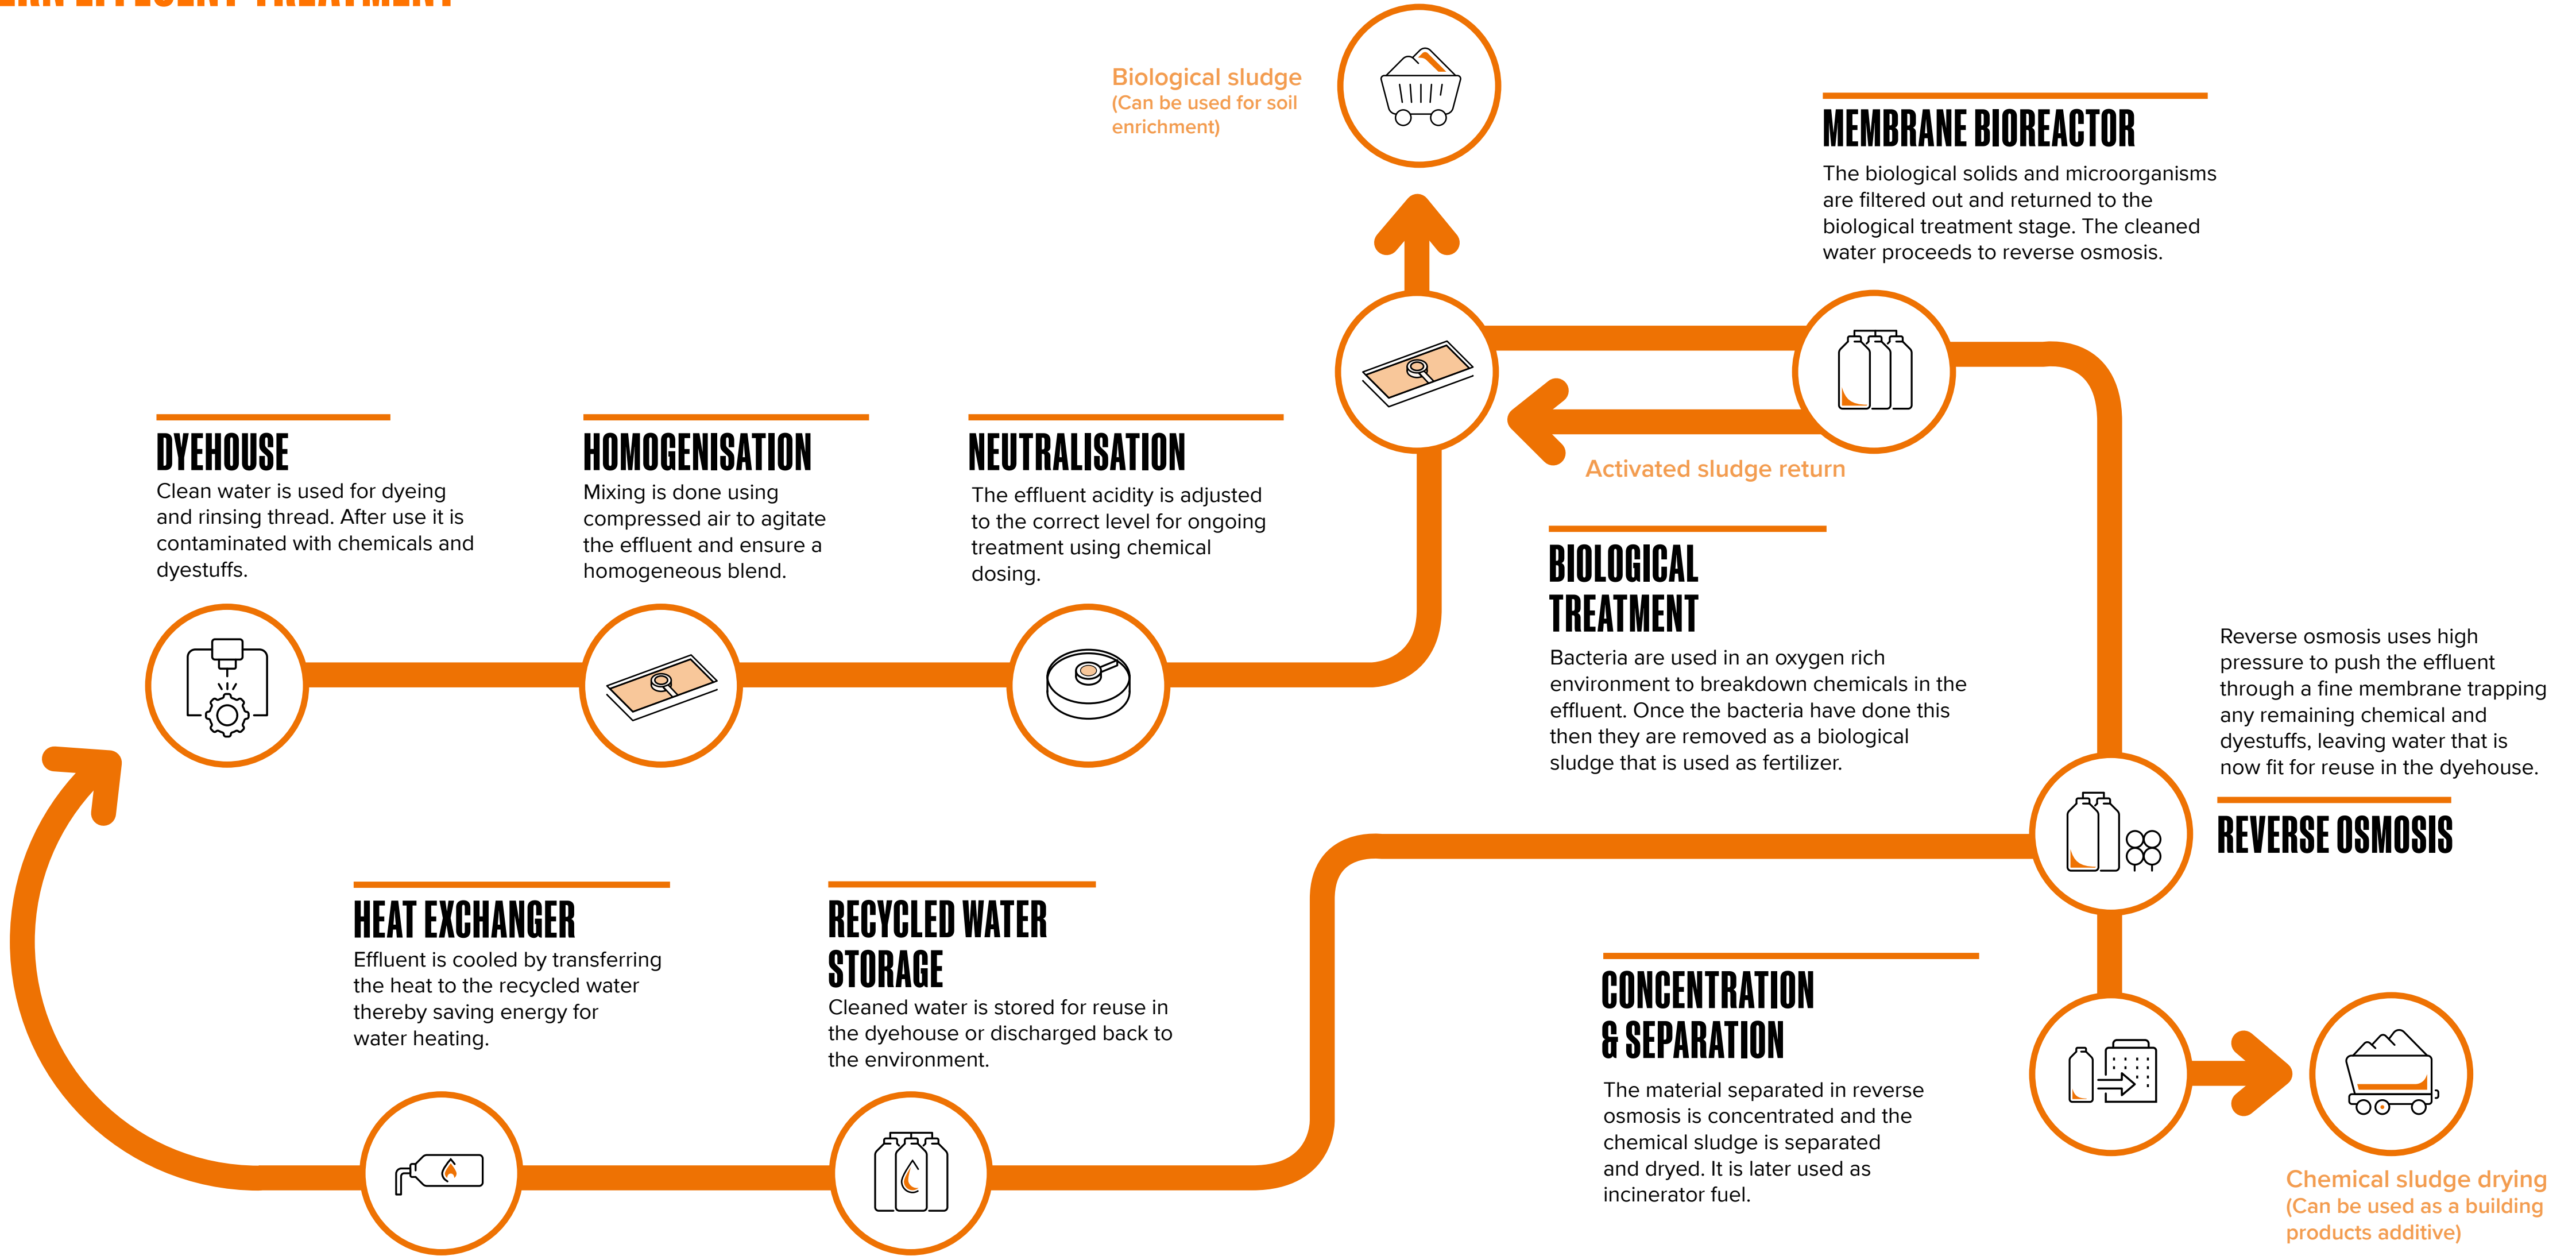 EFFLUENT TREATMENT
Biological sludge
(Can be used for soil
enrichment)
MEMBRANE BIOREACTOR
The biological solids and microorganisms
are filtered out and returned to the
biological treatment stage. The cleaned
water proceeds to reverse osmosis.
DYEHOUSE
Clean water is used for dyeing
and rinsing thread. After use it is
contaminated with chemicals and
dyestuffs.
HOMOGENISATION
Mixing is done using
compressed air to agitate
the effluent and ensure a
homogeneous blend.
NEUTRALISATION
The effluent acidity is adjusted
to the correct level for ongoing
treatment using chemical
dosing.
Activated sludge return
BIOLOGICAL
TREATMENT
Bacteria are used in an oxygen rich
environment to breakdown chemicals in the
effluent. Once the bacteria have done this
then they are removed as a biological
sludge that is used as fertilizer.
Reverse osmosis uses high
pressure to push the effluent
through a fine membrane trapping
any remaining chemical and
dyestuffs, leaving water that is
now fit for reuse in the dyehouse.
REVERSE OSMOSIS
HEAT EXCHANGER
Effluent is cooled by transferring
the heat to the recycled water
thereby saving energy for
water heating.
RECYCLED WATER
STORAGE
Cleaned water is stored for reuse in
the dyehouse or discharged back to
the environment.
CONCENTRATION
& SEPARATION
The material separated in reverse
osmosis is concentrated and the
chemical sludge is separated
and dryed. It is later used as
incinerator fuel.
Chemical sludge drying
(Can be used as a building
products additive)